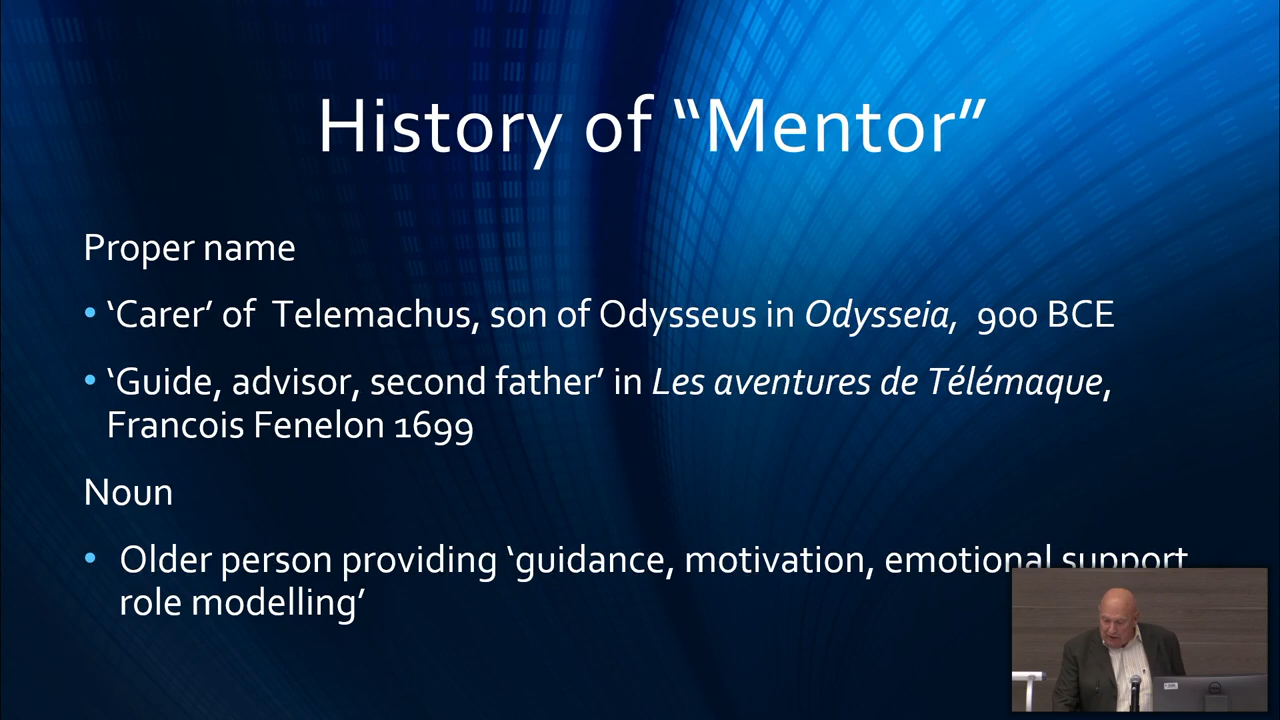 History of “Mentor”
Proper name
• ‘Carer’ of Telemachus, son of Odysseus in Odysseia, 900 BCE
• ‘Guide, advisor, second father’ in Les aventures de Télémaque,
Francois Fenelon 1699
Noun
• Older person providing ‘guidance, motivation, emotional support
role modelling’